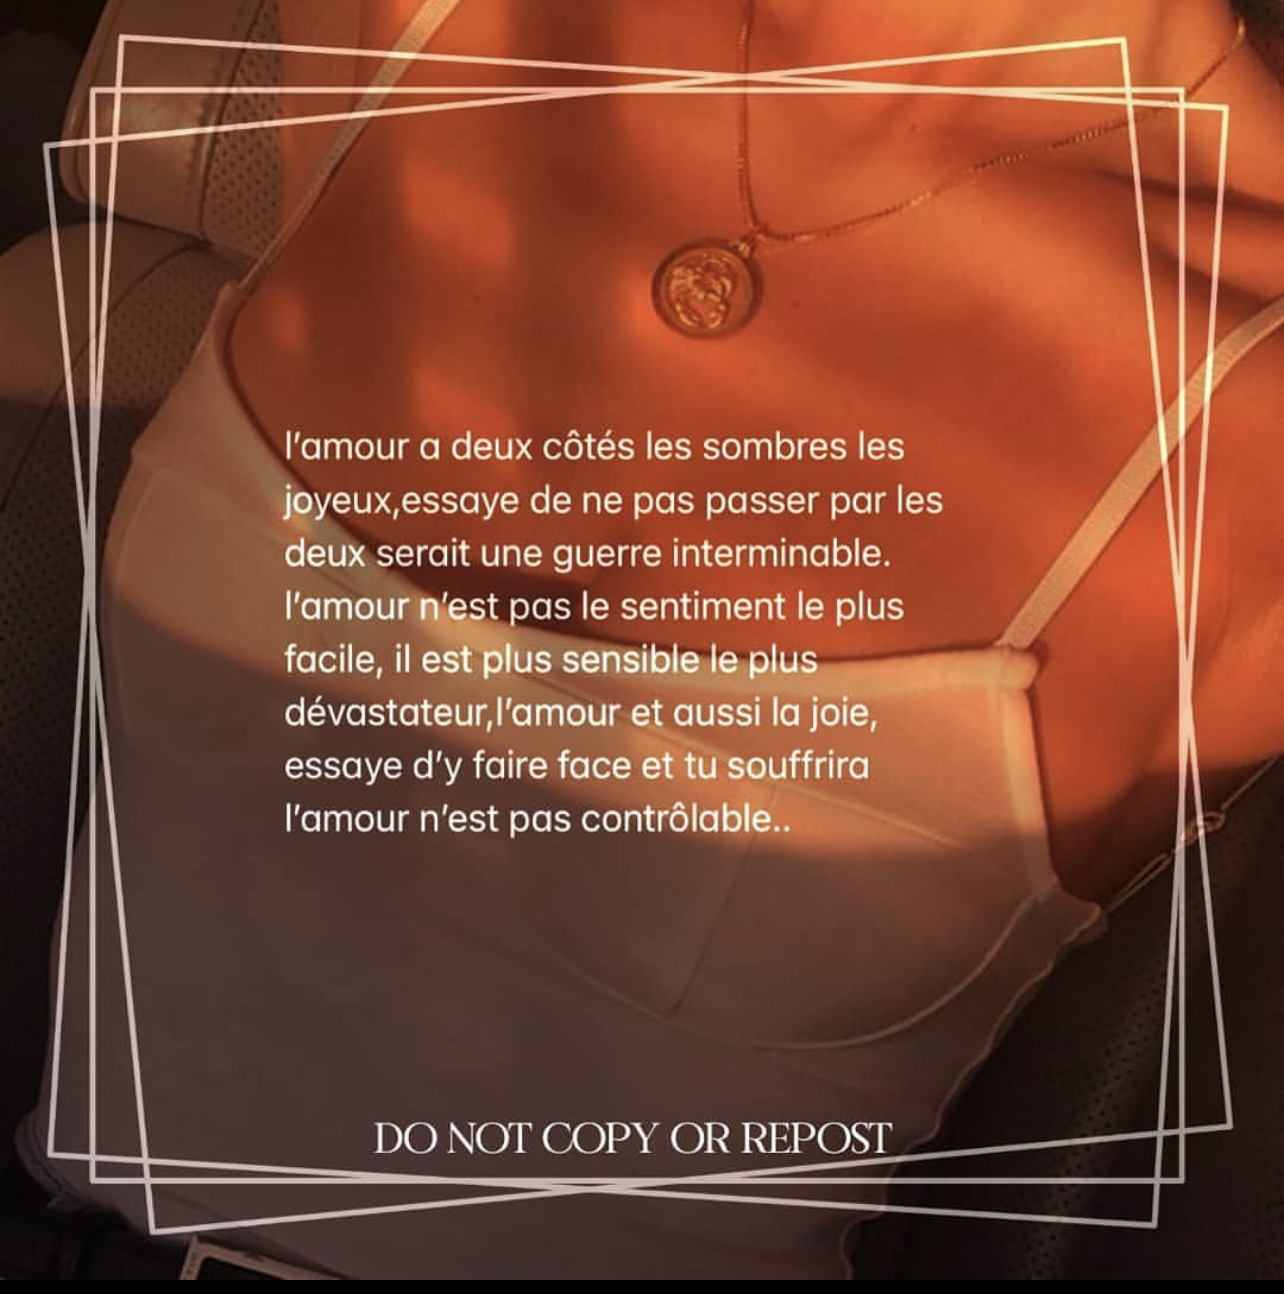 l'amour a deux côtés les sombres les
joyeux,essaye de ne pas passer par les
deux serait une guerre interminable.
l'amour n'est pas le sentiment le plus
facile, il est plus sensible le plus
dévastateur,l'amour et aussi la joie,
essaye d'y faire face et tu souffrira
l'amour n'est pas contrôlable..
DO NOT COPY OR REPOST